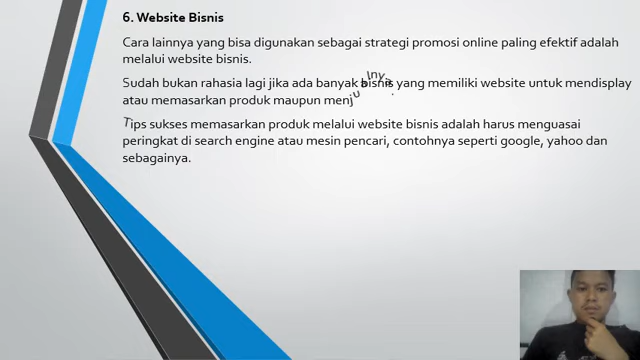 6. Website Bisnis
Cara lainnya yang bisa digunakan sebagai strategi promosi online paling efektif adalah
melalui website bisnis.
Sudah bukan rahasia lagi jika ada banyak bisnis yang memiliki website untuk mendisplay
atau memasarkan produk maupun menjualnya.
Tips sukses memasarkan produk melalui website bisnis adalah harus menguasai
peringkat di search engine atau mesin pencari, contohnya seperti google, yahoo dan
sebagainya.